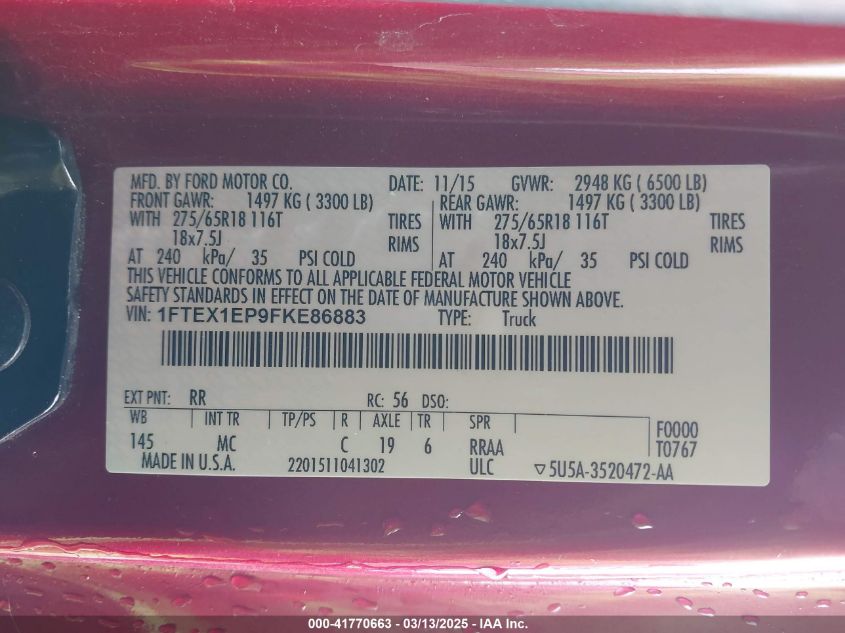 MFD. BY FORD MOTOR CO. DATE: 11/15 GVWR: 2948 KG ( 6500 LB)
FRONT GAWR: 1497 KG ( 3300 LB) REAR GAWR: 1497 KG ( 3300 LB)
WITH 275/65R18 116T TIRES WITH 275/65R18 116T TIRES
18x7.5J RIMS 18x7.5J RIMS
AT 240 kPa/ 35 PSI COLD AT 240 kPa/ 35 PSI COLD
THIS VEHICLE CONFORMS TO ALL APPLICABLE FEDERAL MOTOR VEHICLE
SAFETY STANDARDS IN EFFECT ON THE DATE OF MANUFACTURE SHOWN ABOVE.
VIN: 1FTEX1EP9FKE86883 TYPE: Truck
EXT PNT: RR RC: 56 DSO:
WB INT TR TP/PS R AXLE TR SPR F0000
145 MC C 19 6 RRAA T0767
MADE IN U.S.A. 2201511041302 ULC ▽5U5A-3520472-AA
000-41770663 - 03/13/2025 - IAA Inc.